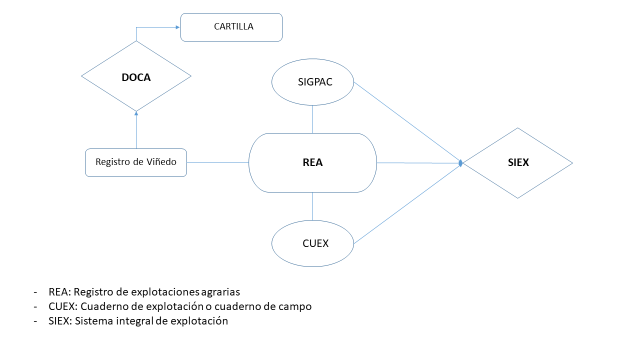 CARTILLA
DOCA
SIGPAC
Registro de Viñedo
REA
SIEX
CUEX
- REA: Registro de explotaciones agrarias
- CUEX: Cuaderno de explotación o cuaderno de campo
- SIEX: Sistema integral de explotación